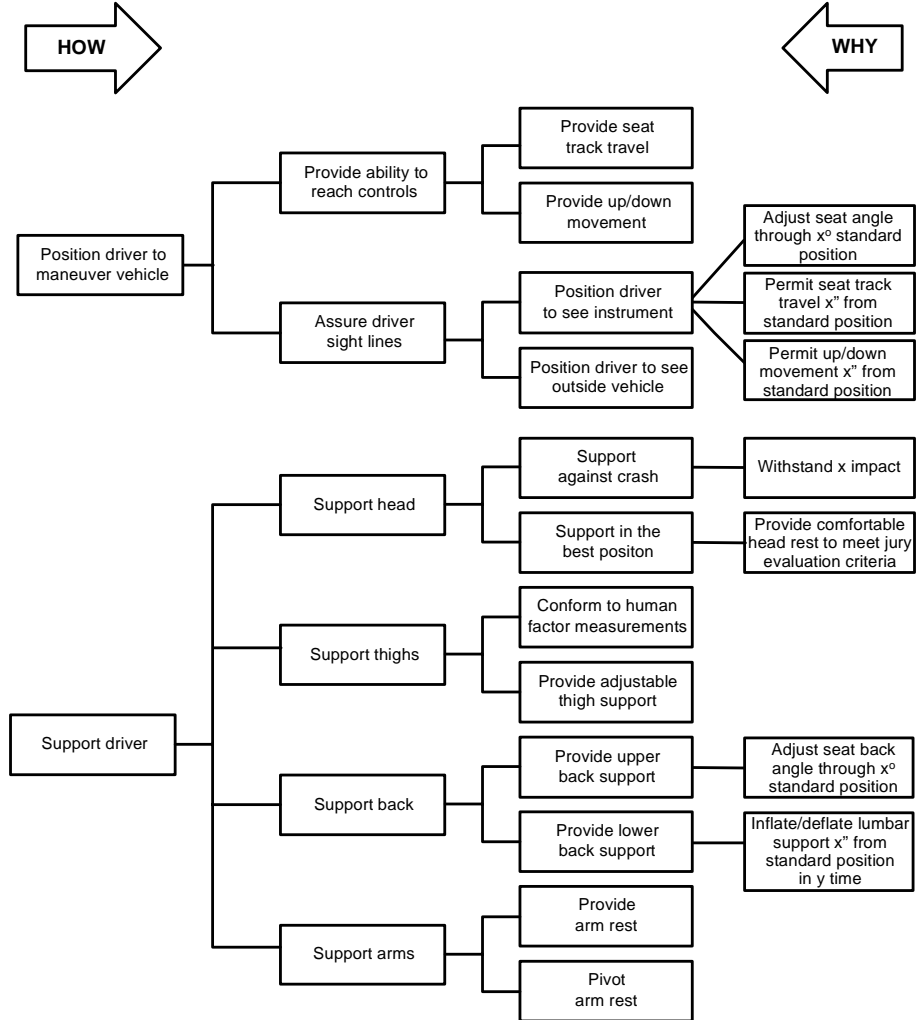 HOW
WHY
Provide seat
track travel
Provide ability to
reach controls
Provide up/down
movement
Position driver to
maneuver vehicle
Adjust seat angle
through xº standard
position
Position driver
to see instrument
Permit seat track
travel x” from
standard position
Assure driver
sight lines
Permit up/down
movement x” from
standard position
Position driver to see
outside vehicle
Support
against crash
Withstand x impact
Support head
Support in the
best positon
Provide comfortable
head rest to meet jury
evaluation criteria
Conform to human
factor measurements
Support thighs
Provide adjustable
thigh support
Support driver
Provide upper
back support
Adjust seat back
angle through xº
standard position
Support back
Provide lower
back support
Inflate/deflate lumbar
support x” from
standard position
in y time
Provide
arm rest
Support arms
Pivot
arm rest